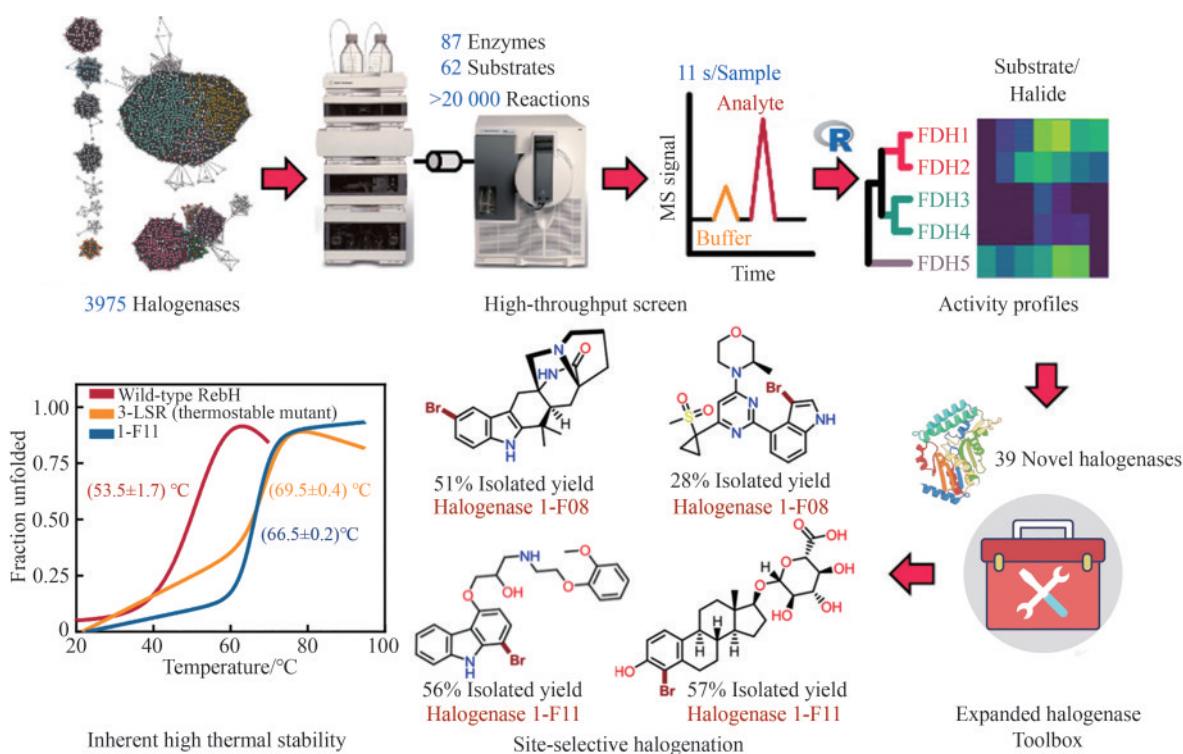 87 Enzymes
62 Substrates
>20 000 Reactions
3975 Halogenases
High-throughput screen
11 s/Sample
Analyte
MS signal
Buffer
Time
R
Substrate/
Halide
FDH1
FDH2
FDH3
FDH4
FDH5
Activity profiles
39 Novel halogenases
Expanded halogenase
Toolbox
Wild-type RebH
3-LSR (thermostable mutant)
1-F11
1.00
0.75
0.50
0.25
0
Fraction unfolded
(53.5±1.7) °C
(69.5±0.4) °C
(66.5±0.2)°C
20
40
60
80
100
Temperature/°C
Inherent high thermal stability
N
O
HN
Br
H
N
H
51% Isolated yield
Halogenase 1-F08
O
N
Br
O
O
S
N
N
NH
28% Isolated yield
Halogenase 1-F08
H
N
O
O
O
OH
N
H
Br
56% Isolated yield
Halogenase 1-F11
O
OH
O
O
OH
OH
OH
H
H
H
H
HO
Br
57% Isolated yield
Halogenase 1-F11
Site-selective halogenation